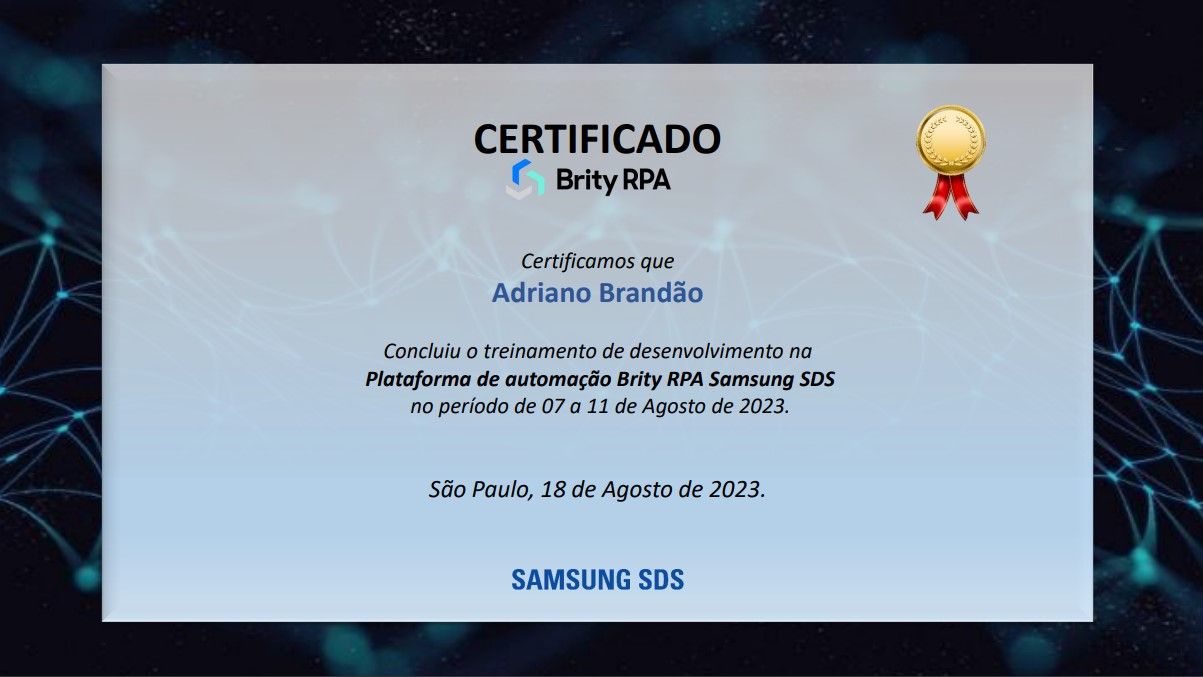 CERTIFICADO
Brity RPA
Certificamos que
Adriano Brandão
Concluiu o treinamento de desenvolvimento na
Plataforma de automação Brity RPA Samsung SDS
no período de 07 a 11 de Agosto de 2023.
São Paulo, 18 de Agosto de 2023.
SAMSUNG SDS